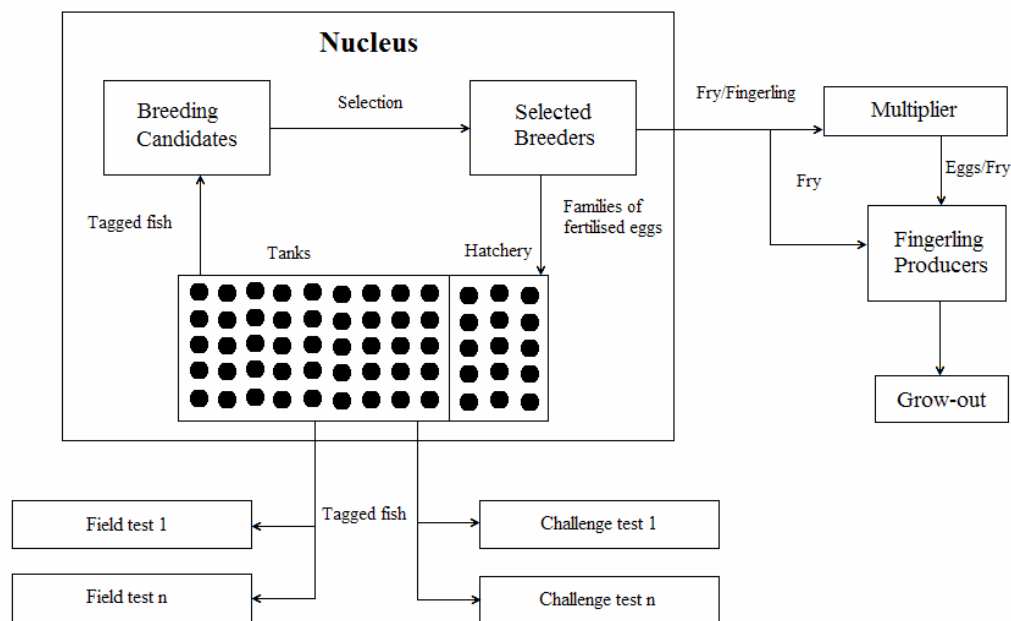 Nucleus
Breeding
Candidates
Selection
Selected
Breeders
Fry/Fingerling
Multiplier
Eggs/Fry
Fry
Fingerling
Producers
Grow-out
Tagged fish
Families of
fertilised eggs
Tanks
Hatchery
Field test 1
Tagged fish
Challenge test 1
Field test n
Challenge test n